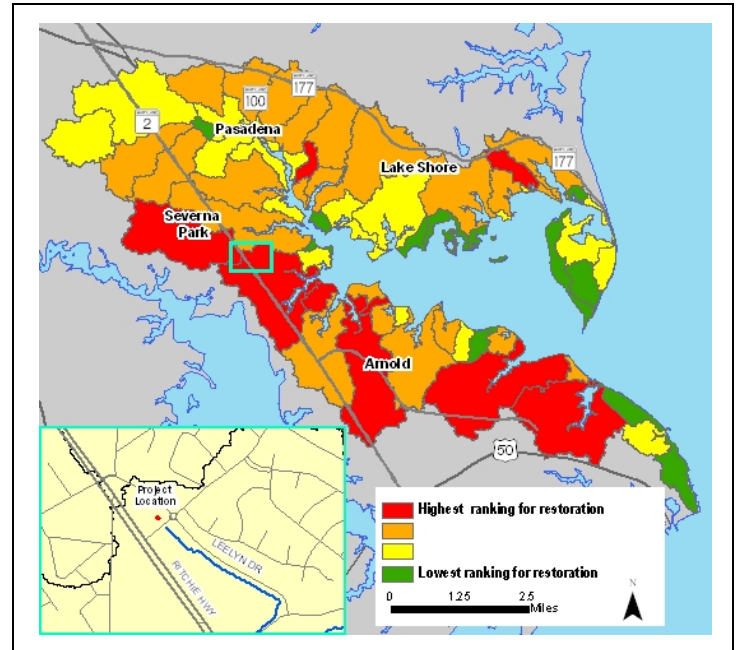 177
100
2
Pasadena
Lake Shore
177
Severna
Park
Arnold
50
Project
Location
LEELYN DR
RITCHIE HWY
Highest ranking for restoration
Lowest ranking for restoration
0 1.25 2.5
Miles
N